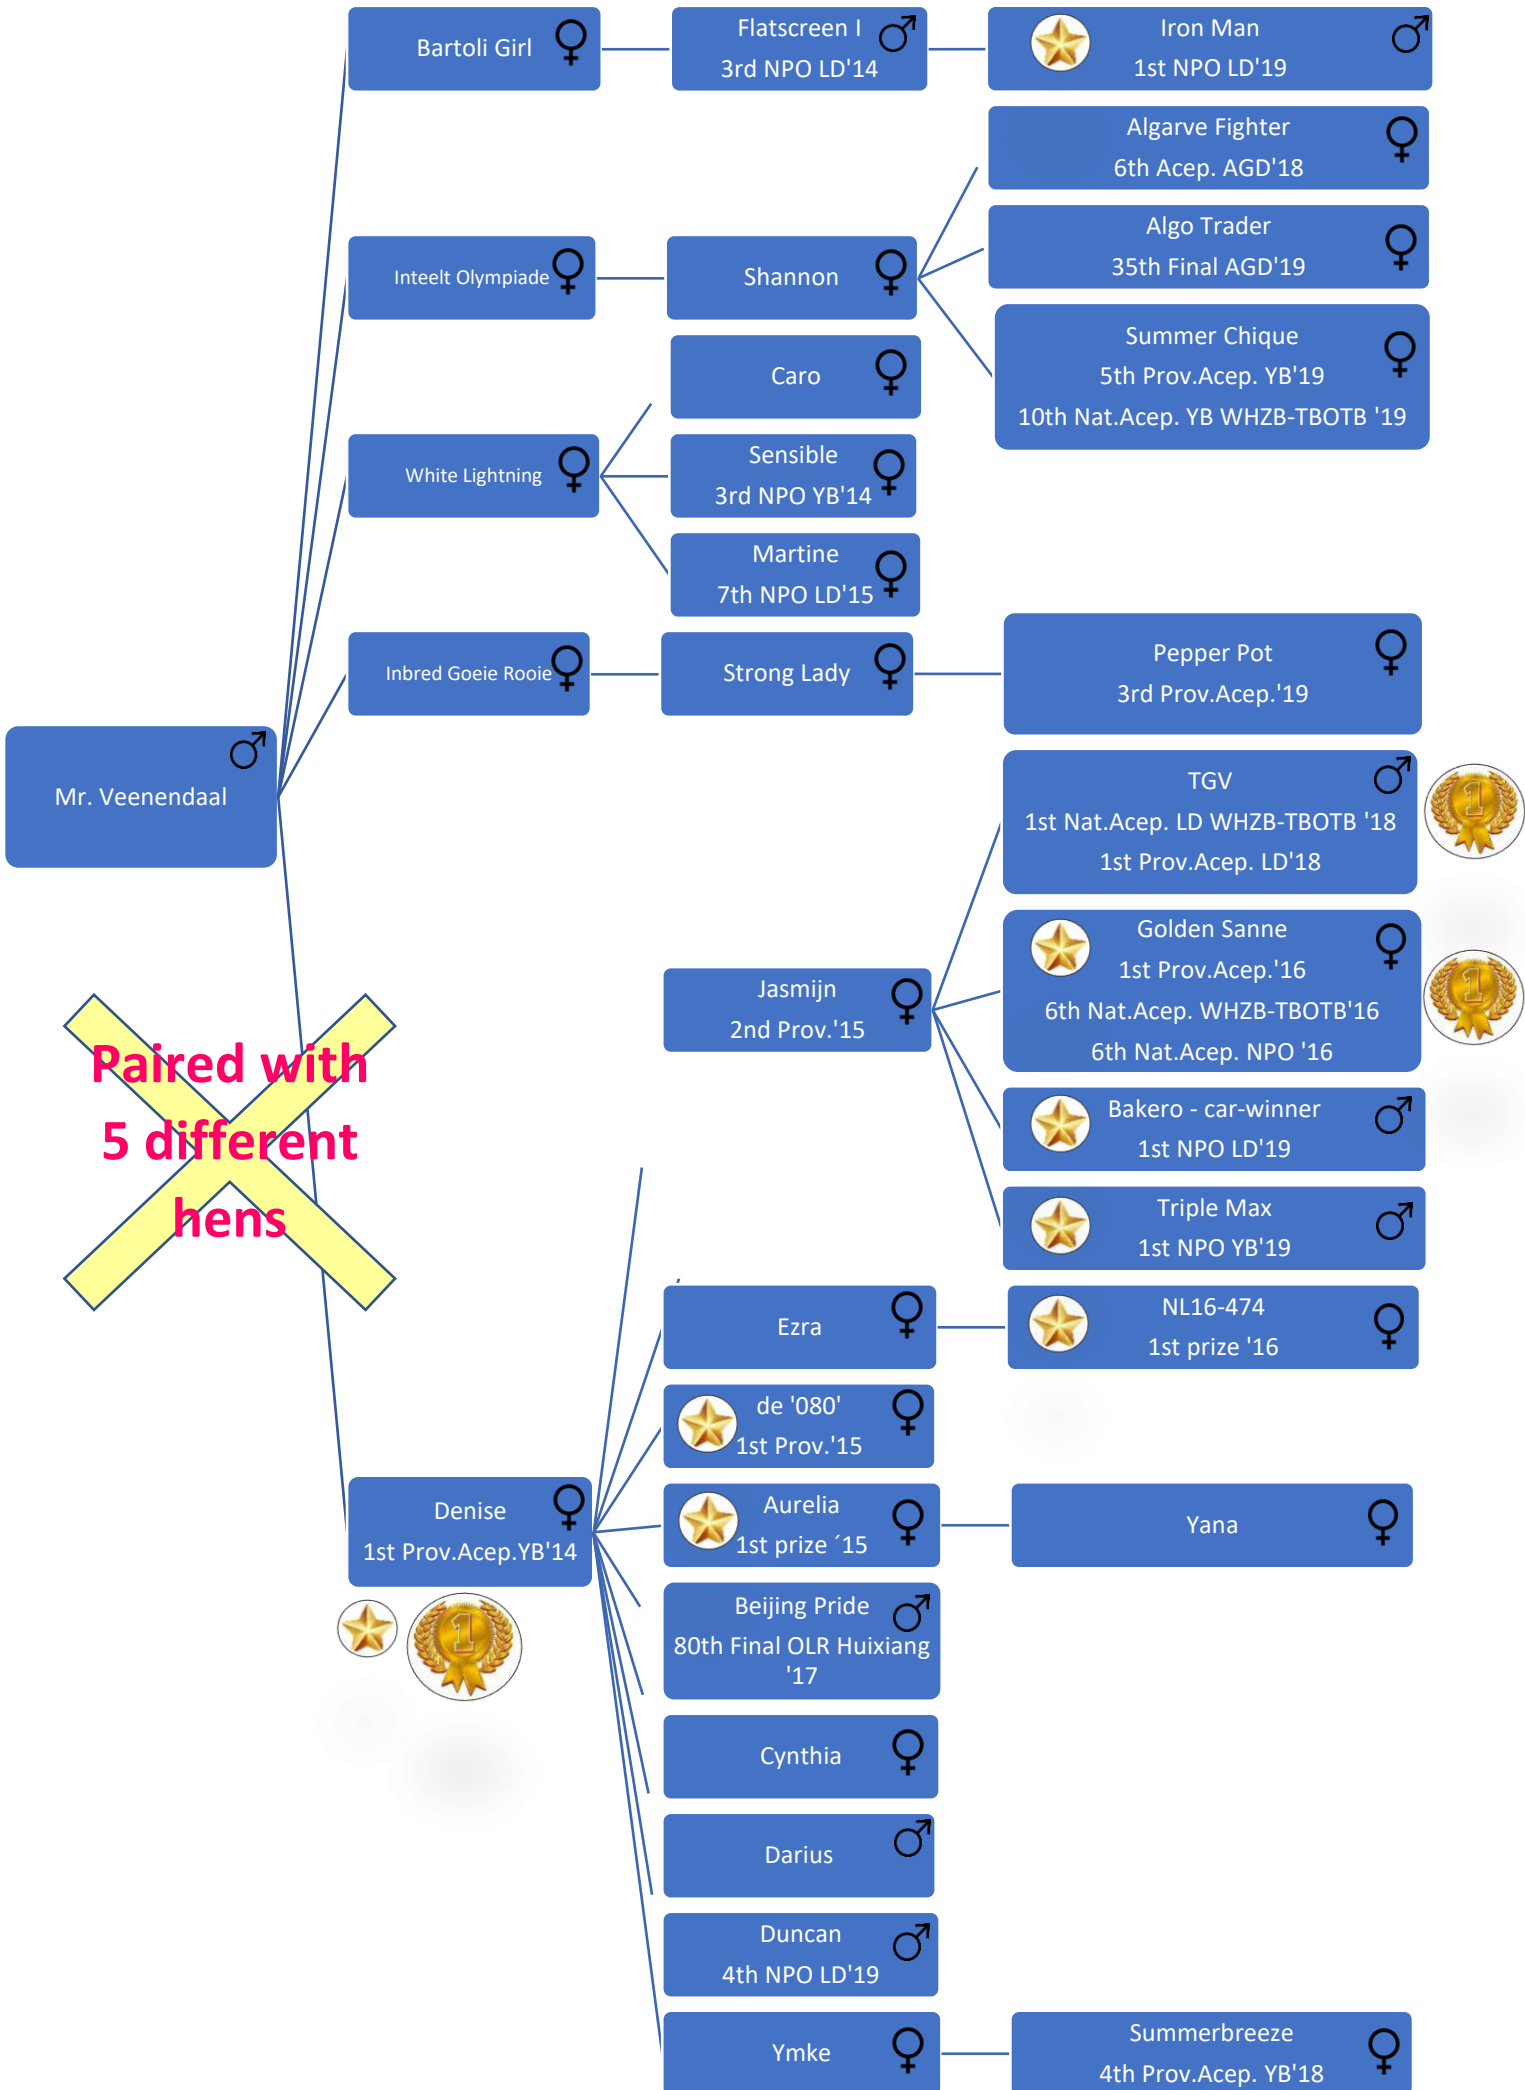 Bartoli Girl
Flatscreen I
3rd NPO LD'14
Iron Man
1st NPO LD'19
Algarve Fighter
6th Acep. AGD'18
Algo Trader
35th Final AGD'19
Inteelt Olympiade
Shannon
Summer Chique
5th Prov.Acep. YB'19
10th Nat.Acep. YB WHZB-TBOTB '19
Caro
White Lightning
Sensible
3rd NPO YB'14
Martine
7th NPO LD'15
Inbred Goeie Rooie
Strong Lady
Pepper Pot
3rd Prov.Acep.'19
Mr. Veenendaal
TGV
1st Nat.Acep. LD WHZB-TBOTB '18
1st Prov.Acep. LD'18
1
Jasmijn
2nd Prov.'15
Golden Sanne
1st Prov.Acep.'16
6th Nat.Acep. WHZB-TBOTB'16
6th Nat.Acep. NPO '16
1
Paired with
5 different
hens
Bakero - car-winner
1st NPO LD'19
Triple Max
1st NPO YB'19
Ezra
NL16-474
1st prize '16
de '080'
1st Prov.'15
Denise
1st Prov.Acep.YB'14
1
Aurelia
1st prize ´15
Yana
Beijing Pride
80th Final OLR Huixiang
'17
Cynthia
Darius
Duncan
4th NPO LD'19
Ymke
Summerbreeze
4th Prov.Acep. YB'18